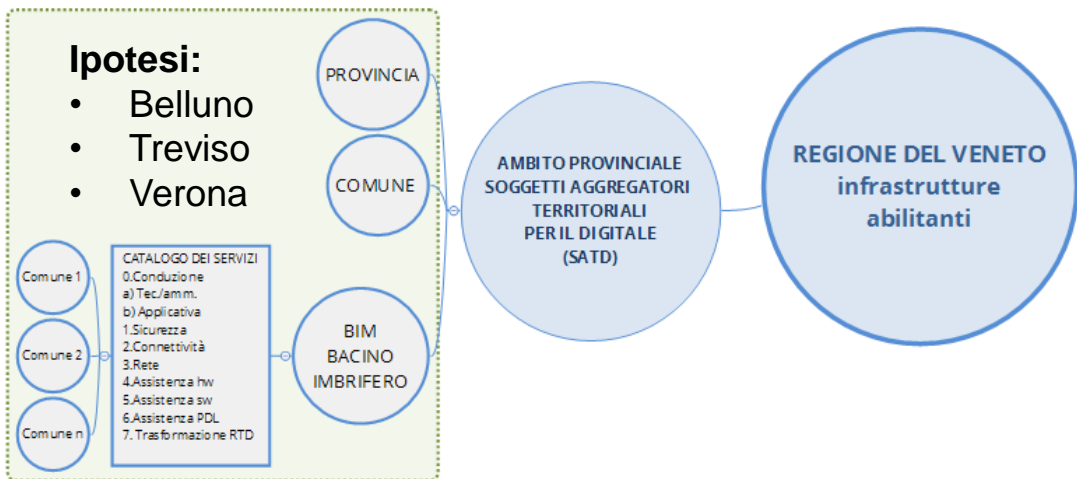 Ipotesi:
• Belluno
• Treviso
• Verona
PROVINCIA
COMUNE
BIM
BACINO
IMBRIFERO
Comune 1
Comune 2
Comune n
CATALOGO DEI SERVIZI
0.Conduzione
a) Tec./amm.
b) Applicativa
1.Sicurezza
2.Connettività
3.Rete
4.Assistenza hw
5.Assistenza sw
6.Assistenza PDL
7. Trasformazione RTD
AMBITO PROVINCIALE
SOGGETTI AGGREGATORI
TERRITORIALI
PER IL DIGITALE
(SATD)
REGIONE DEL VENETO
infrastrutture
abilitanti